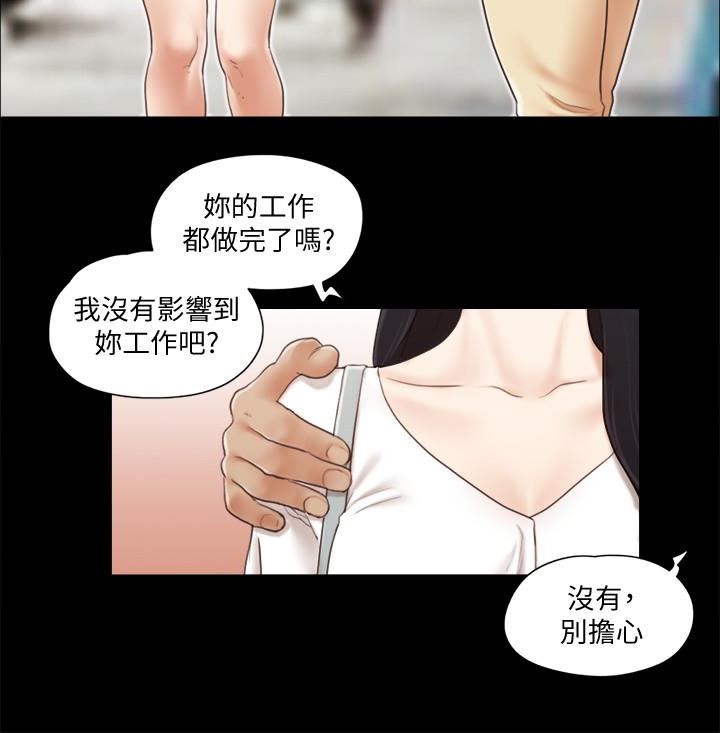 妳的工作
都做完了嗎?
我沒有影響到
妳工作吧?
沒有，
別擔心